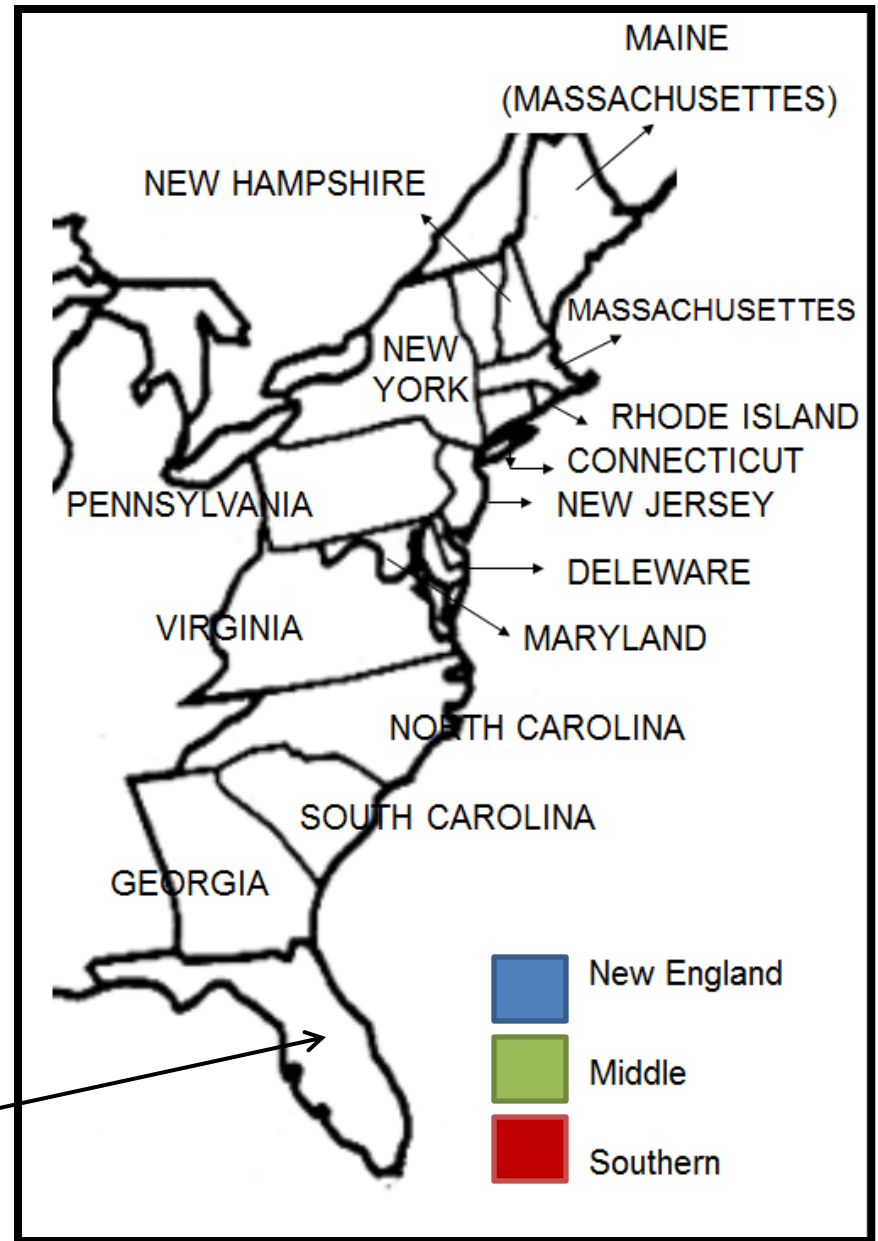 MAINE
(MASSACHUSETTES)
NEW HAMPSHIRE
MASSACHUSETTES
NEW
YORK
RHODE ISLAND
CONNECTICUT
PENNSYLVANIA
NEW JERSEY
DELEWARE
VIRGINIA
MARYLAND
NORTH CAROLINA
SOUTH CAROLINA
GEORGIA
New England
Middle
Southern